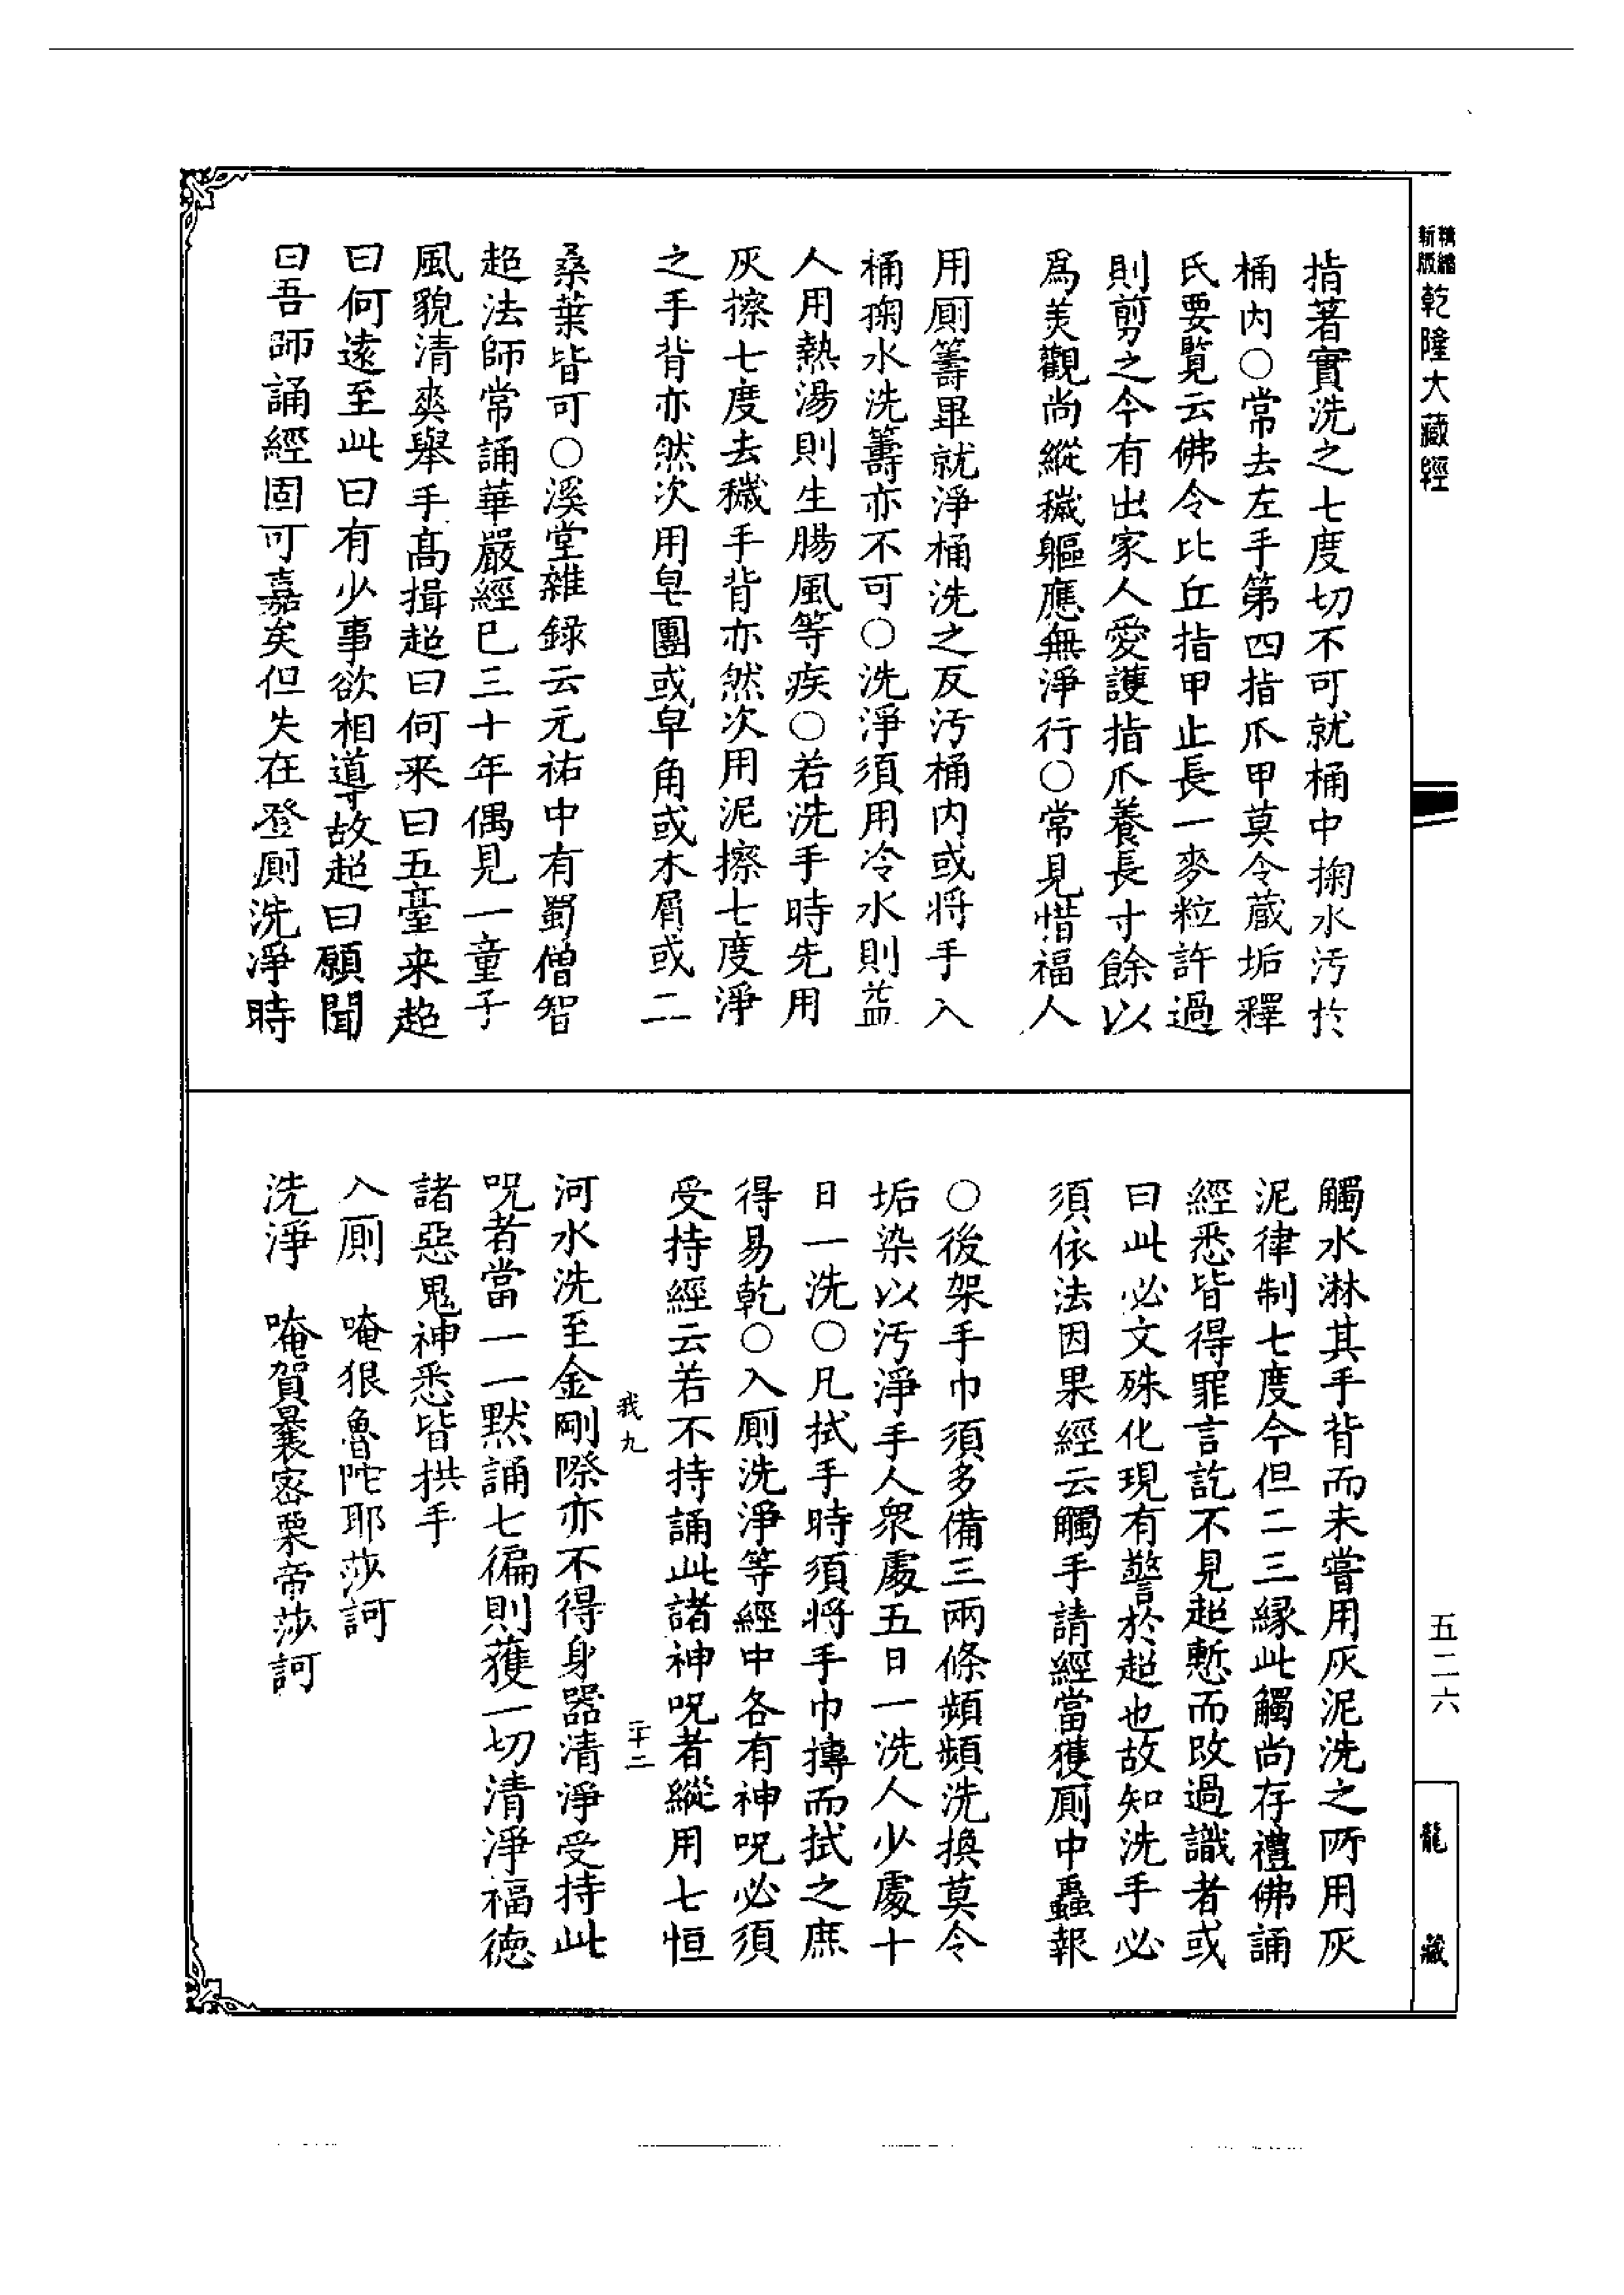 精縮新版乾隆大藏經
指著實洗之七度切不可就桶中掬水汚於
桶内○常去左手第四指爪甲莫令藏垢釋
氏要覽云佛令比丘指甲止長一麥粒許過
則剪之今有出家人愛護指爪養長寸餘以
爲美觀尚縱穢軀應無淨行○常見惜福人
用厠籌畢就淨桶洗之反汚桶内或將手入
桶掬水洗籌亦不可○洗淨須用冷水則益
人用熱湯則生腸風等疾○若洗手時先用
灰擦七度去穢手背亦然次用泥擦七度淨
之手背亦然次用皂團或皁角或木屑或二
桑葉皆可○溪堂雜録云元祐中有蜀僧智
超法師常誦華嚴經已三十年偶見一童子
風貌清爽舉手高揖超曰何來曰五臺來超
曰何遠至此曰有少事欲相導故超曰願聞
曰吾師誦經固可嘉矣但失在登厠洗淨時
觸水淋其手背而未嘗用灰泥洗之所用灰
泥律制七度今但二三縁此觸尚存禮佛誦
經悉皆得罪言訖不見超慙而改過識者或
曰此必文殊化現有警於超也故知洗手必
須依法因果經云觸手請經當獲厠中蟲報
○後架手巾須多備三兩條頻頻洗換莫令
垢染以汚淨手人衆處五日一洗人少處十
日一洗○凡拭手時須將手巾摶而拭之庶
得易乾○入厠洗淨等經中各有神呪必須
受持經云若不持誦此諸神呪者縱用七恒
我九
二十二
河水洗至金剛際亦不得身器清淨受持此
呪者當一一默誦七徧則獲一切清淨福德
諸惡鬼神悉皆拱手
入厠　唵狠魯陀耶莎訶
洗淨　唵賀曩密栗帝莎訶
五二六
龍藏